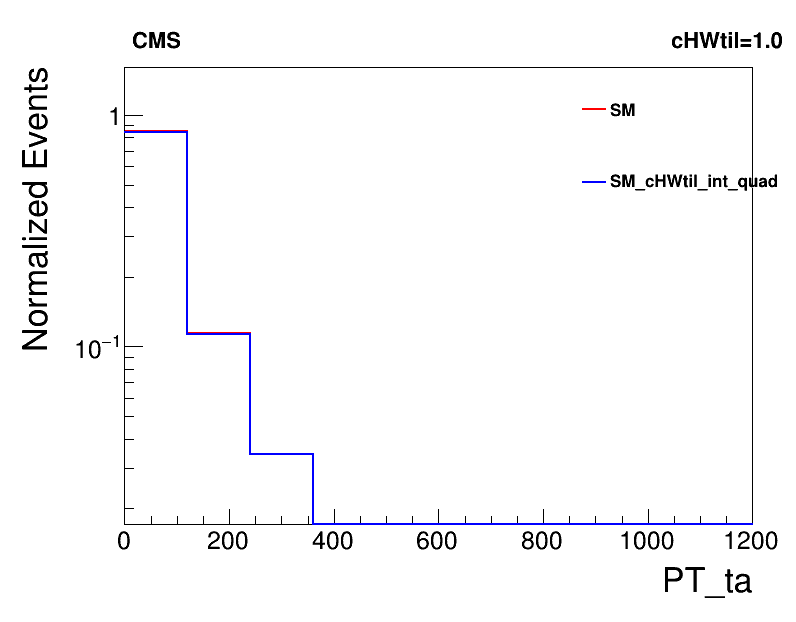 CMS
cHWtil=1.0
Normalized Events
SM
SM_cHWtil_int_quad
1
10⁻¹
0 200 400 600 800 1000 1200
PT_ta